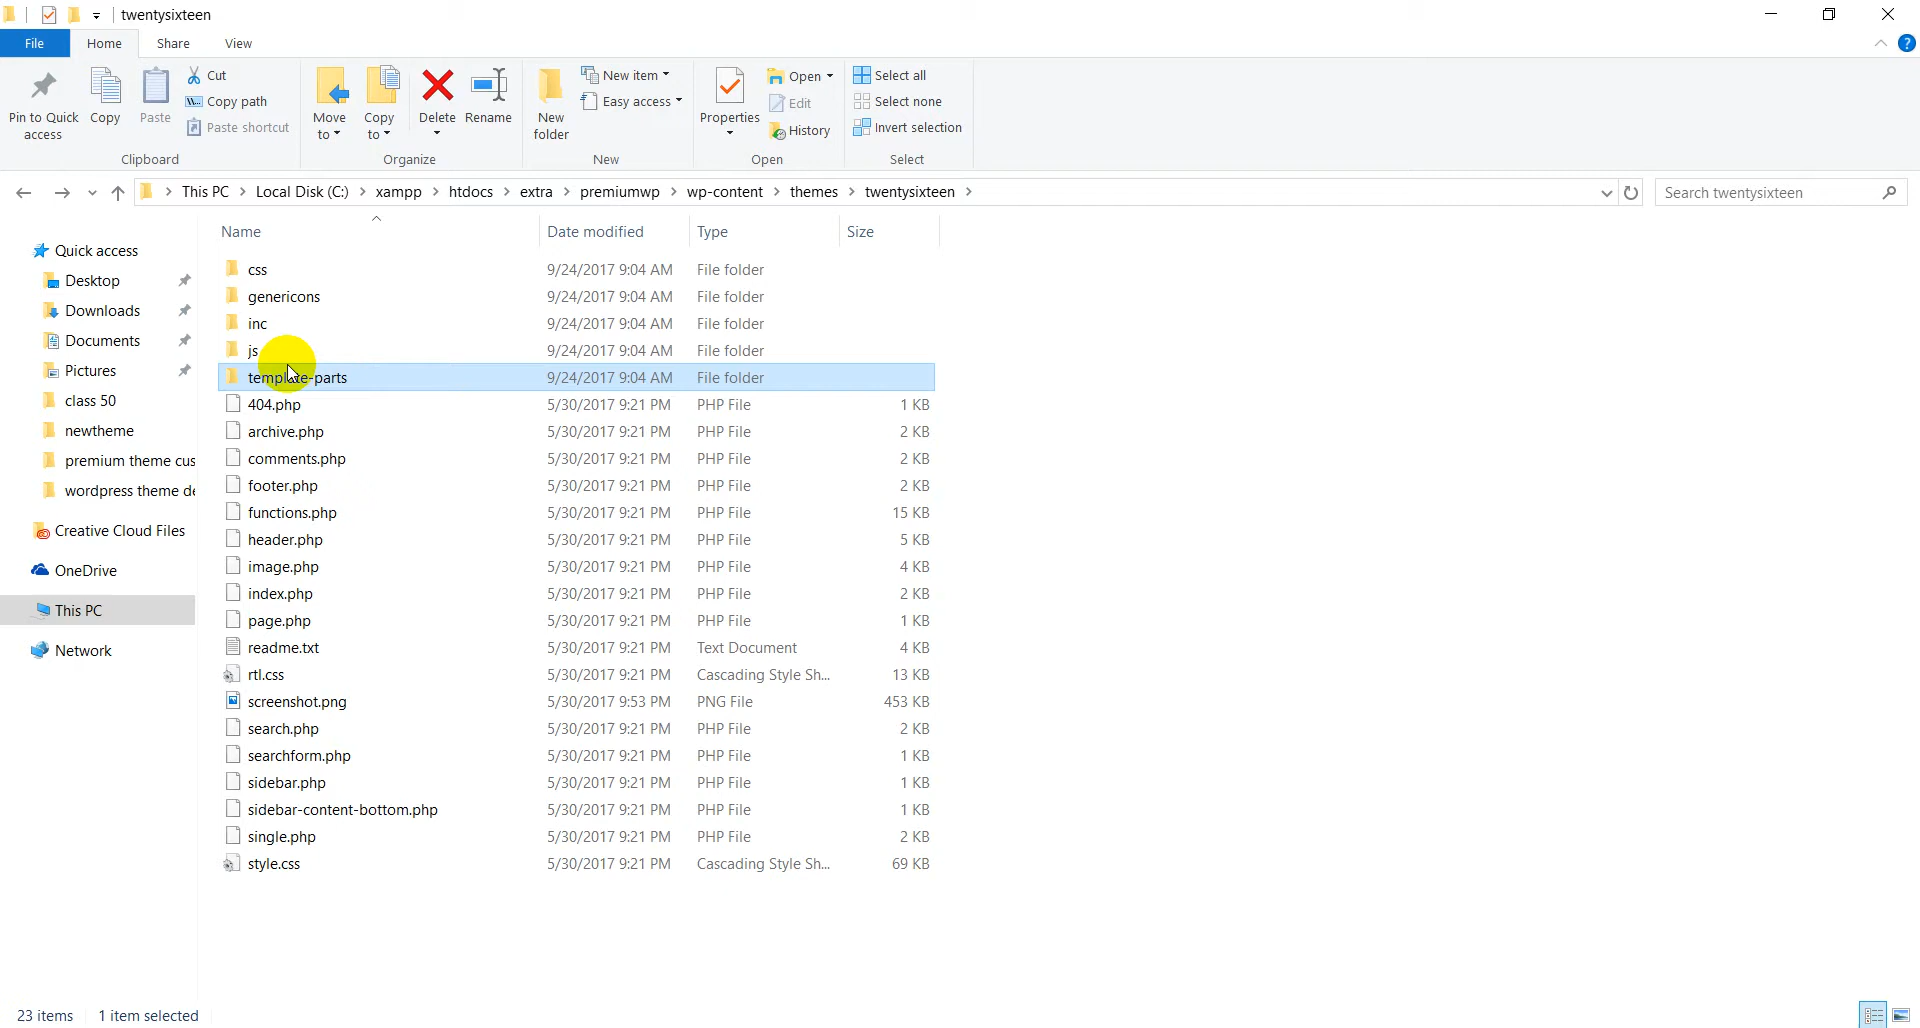 twentysixteen
File Home Share View
Pin to Quick access
Copy
Paste
Cut
Copy path
Paste shortcut
Clipboard
Move to
Copy to
Delete
Rename
Organize
New folder
New item
Easy access
New
Properties
Open
Edit
History
Open
Select all
Select none
Invert selection
Select
This PC > Local Disk (C:) > xampp > htdocs > extra > premiumwp > wp-content > themes > twentysixteen >
Search twentysixteen
Quick access
Desktop
Downloads
Documents
Pictures
class 50
newtheme
premium theme cus
wordpress theme de
Creative Cloud Files
OneDrive
This PC
Network
Name Date modified Type Size
css 9/24/2017 9:04 AM File folder
genericons 9/24/2017 9:04 AM File folder
inc 9/24/2017 9:04 AM File folder
js 9/24/2017 9:04 AM File folder
template-parts 9/24/2017 9:04 AM File folder
404.php 5/30/2017 9:21 PM PHP File 1 KB
archive.php 5/30/2017 9:21 PM PHP File 2 KB
comments.php 5/30/2017 9:21 PM PHP File 2 KB
footer.php 5/30/2017 9:21 PM PHP File 2 KB
functions.php 5/30/2017 9:21 PM PHP File 15 KB
header.php 5/30/2017 9:21 PM PHP File 5 KB
image.php 5/30/2017 9:21 PM PHP File 4 KB
index.php 5/30/2017 9:21 PM PHP File 2 KB
page.php 5/30/2017 9:21 PM PHP File 1 KB
readme.txt 5/30/2017 9:21 PM Text Document 4 KB
rtl.css 5/30/2017 9:21 PM Cascading Style Sh... 13 KB
screenshot.png 5/30/2017 9:53 PM PNG File 453 KB
search.php 5/30/2017 9:21 PM PHP File 2 KB
searchform.php 5/30/2017 9:21 PM PHP File 1 KB
sidebar.php 5/30/2017 9:21 PM PHP File 1 KB
sidebar-content-bottom.php 5/30/2017 9:21 PM PHP File 1 KB
single.php 5/30/2017 9:21 PM PHP File 2 KB
style.css 5/30/2017 9:21 PM Cascading Style Sh... 69 KB
23 items 1 item selected